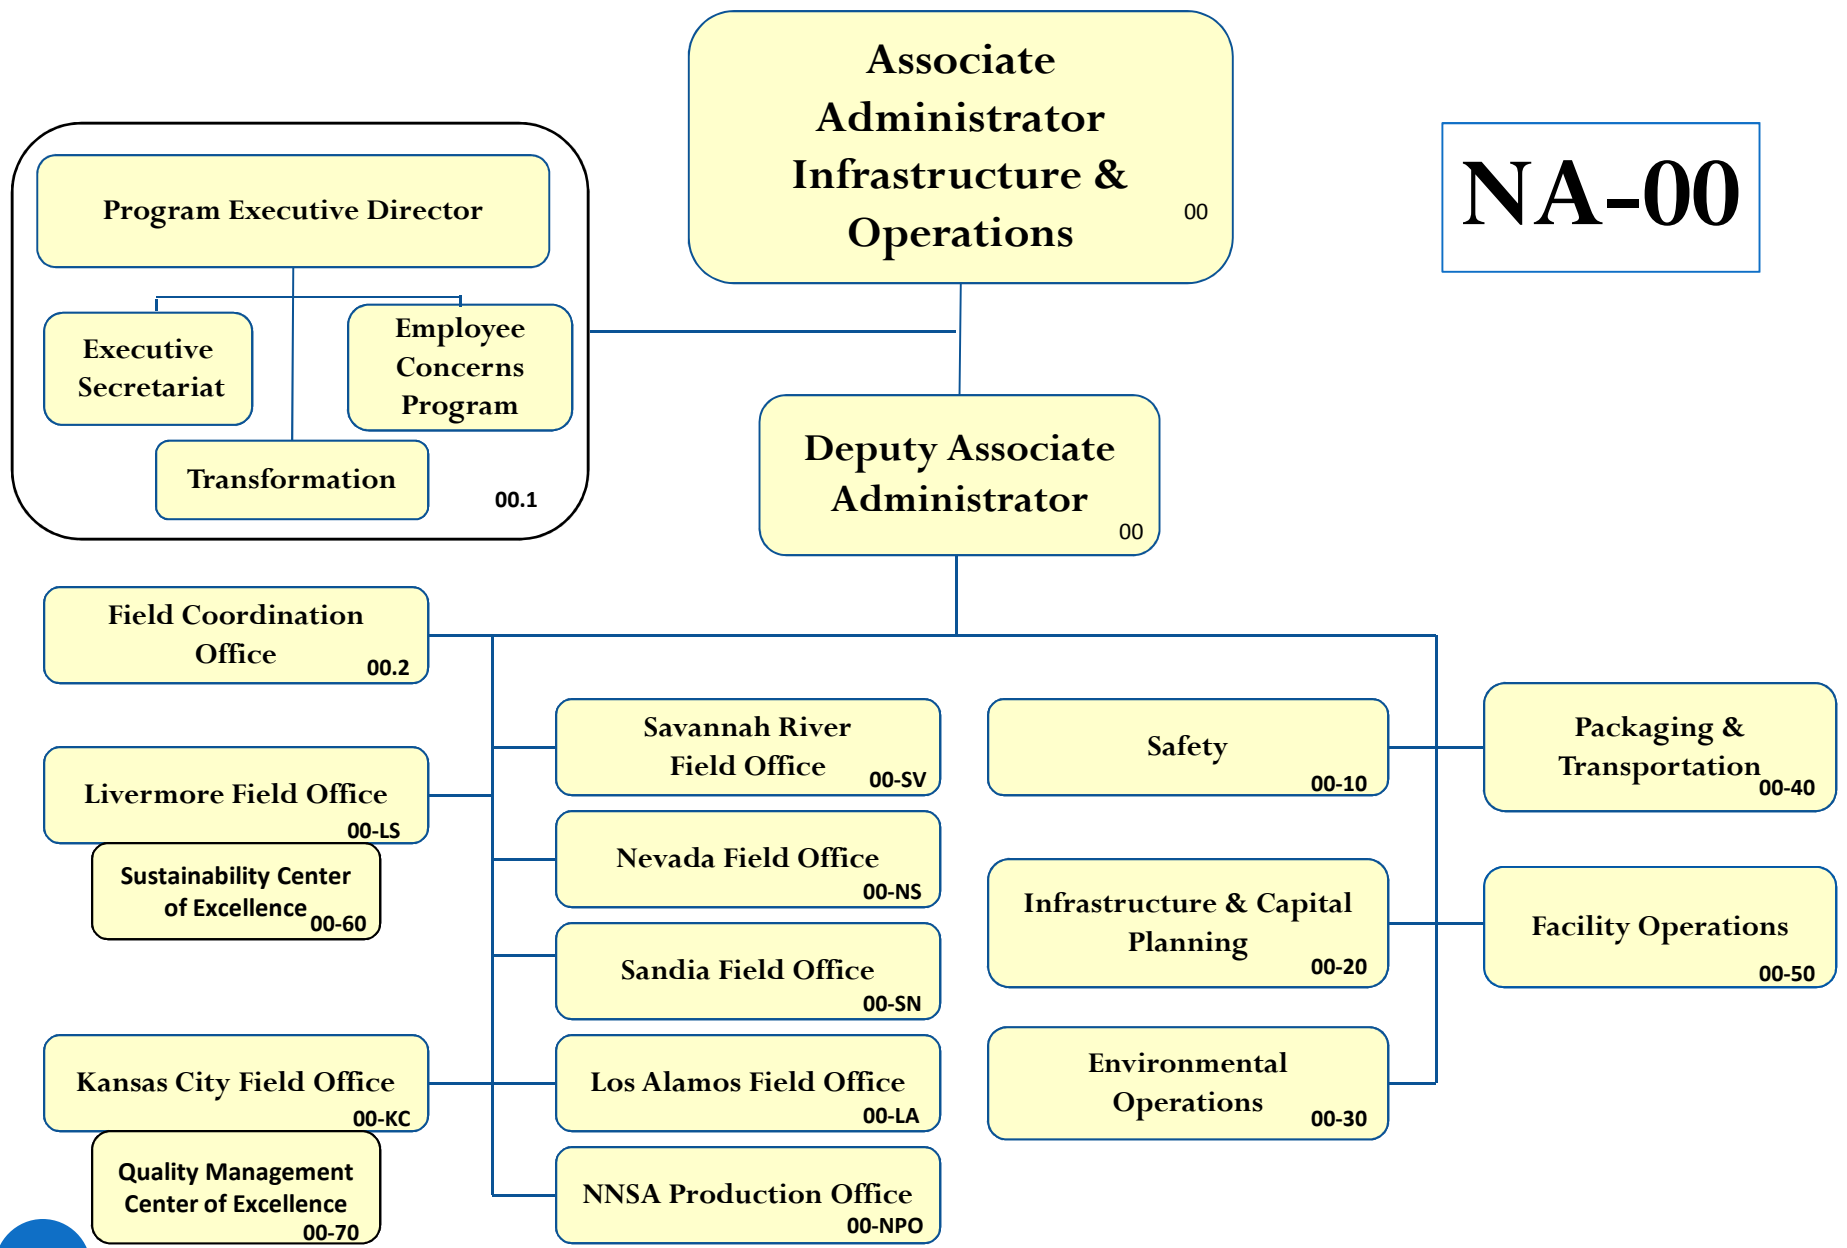 Associate
Administrator
Infrastructure &
Operations
00
NA-00
Program Executive Director
Executive
Secretariat
Employee
Concerns
Program
Transformation
00.1
Deputy Associate
Administrator
00
Field Coordination
Office
00.2
Livermore Field Office
00-LS
Sustainability Center
of Excellence
00-60
Kansas City Field Office
00-KC
Quality Management
Center of Excellence
00-70
Savannah River
Field Office
00-SV
Nevada Field Office
00-NS
Sandia Field Office
00-SN
Los Alamos Field Office
00-LA
NNSA Production Office
00-NPO
Safety
00-10
Infrastructure & Capital
Planning
00-20
Environmental
Operations
00-30
Packaging &
Transportation
00-40
Facility Operations
00-50